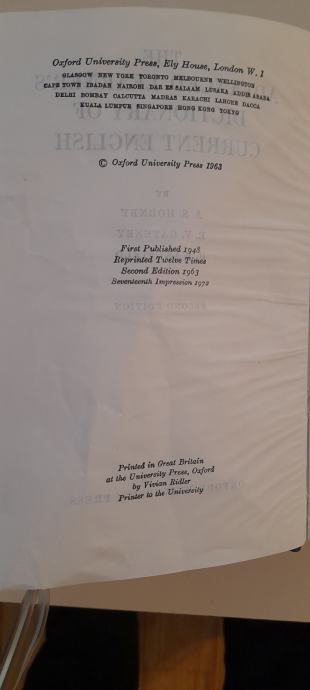 Oxford University Press, Ely House, London W. 1
GLASGOW NEW YORK TORONTO MELBOURNE WELLINGTON
CAPE TOWN IBADAN NAIROBI DAR ES SALAAM LUSAKA ADDIS ABABA
DELHI BOMBAY CALCUTTA MADRAS KARACHI LAHORE DACCA
KUALA LUMPUR SINGAPORE HONG KONG TOKYO
© Oxford University Press 1963
First Published 1948
Reprinted Twelve Times
Second Edition 1963
Seventeenth Impression 1972
Printed in Great Britain
at the University Press, Oxford
by Vivian Ridler
Printer to the University